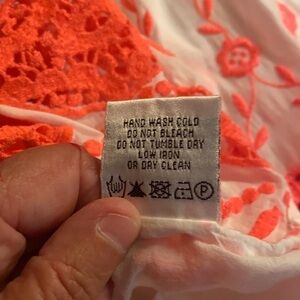 HAND WASH COLD
DO NOT BLEACH
DO NOT TUMBLE DRY
LOW IRON
OR DRY CLEAN
P